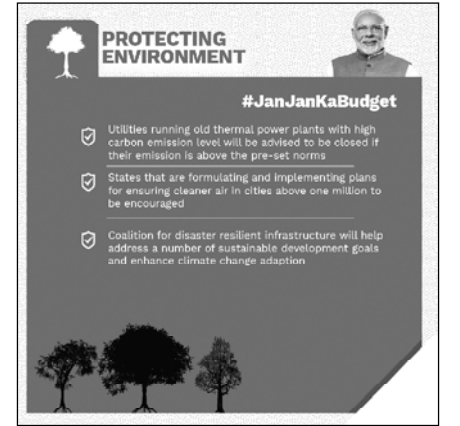 PROTECTING
ENVIRONMENT
#JanJanKaBudget
Utilities running old thermal power plants with high
carbon emission level will be advised to be closed if
their emission is above the pre-set norms
States that are formulating and implementing plans
for ensuring cleaner air in cities above one million to
be encouraged
Coalition for disaster resilient infrastructure will help
address a number of sustainable development goals
and enhance climate change adaption